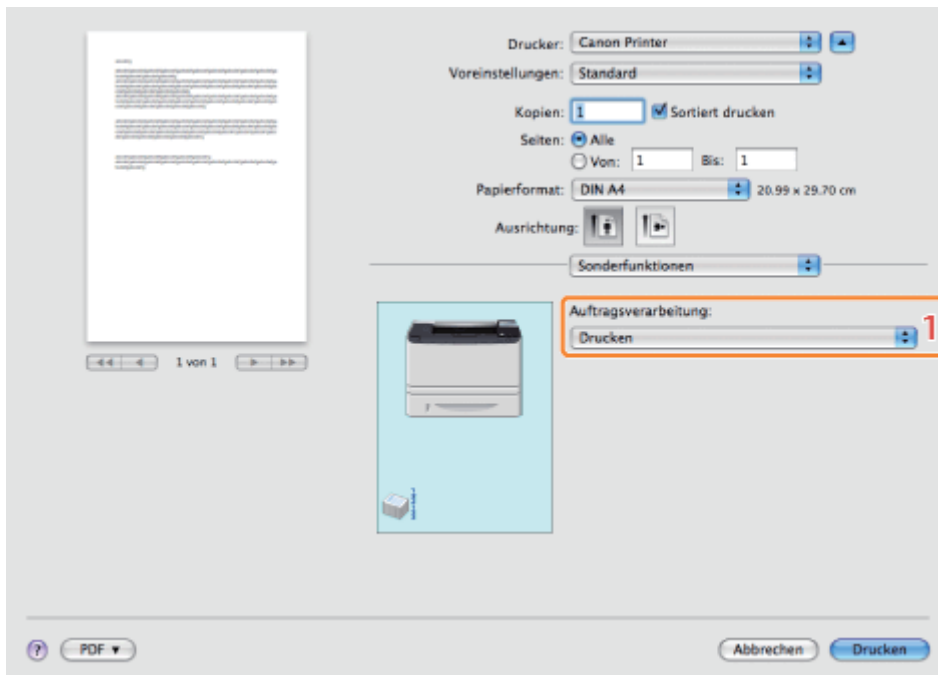 Drucker: Canon Printer
Voreinstellungen: Standard
Kopien: 1 Sortiert drucken
Seiten: Alle
Von: 1 Bis: 1
Papierformat: DIN A4 20.99 x 29.70 cm
Ausrichtung:
Sonderfunktionen
Auftragsverarbeitung:
Drucken
1
1 von 1
? PDF Abbrechen Drucken